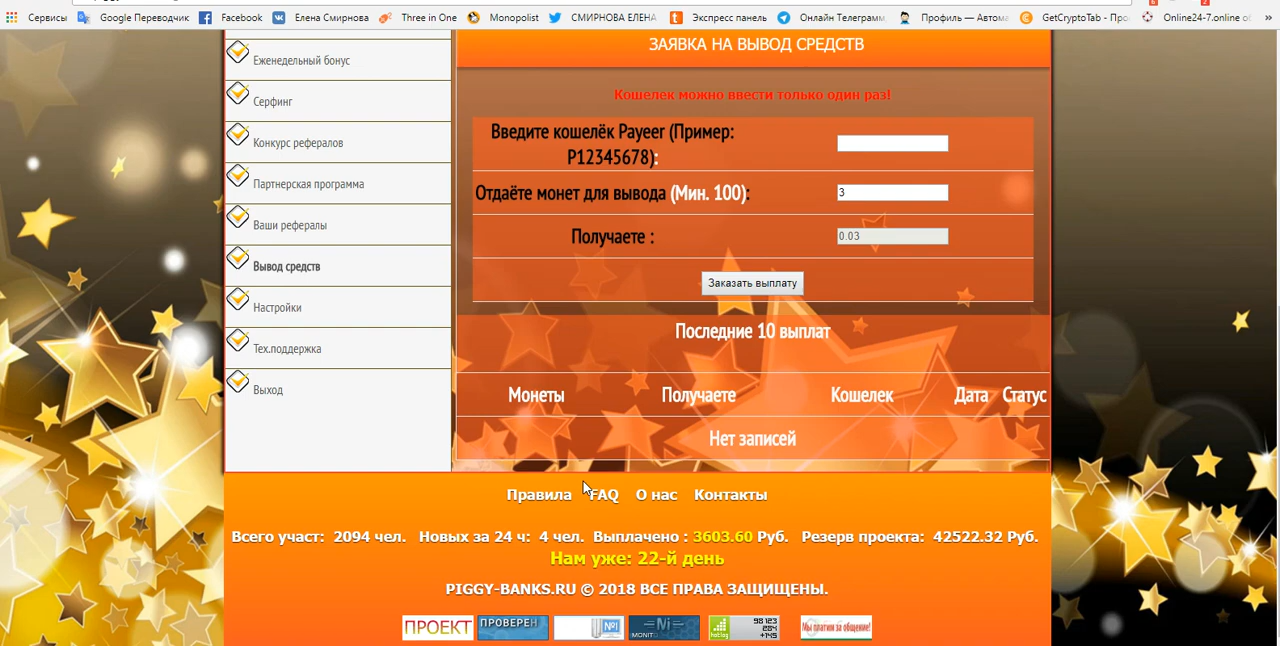 Сервисы Google Переводчик Facebook Елена Смирнова Three in One Monopolist СМИРНОВА ЕЛЕНА Экспресс панель Онлайн Телеграмм Профиль — Автома GetCryptoTab - Про Online24-7.online об »
Еженедельный бонус
Серфинг
Конкурс рефералов
Партнерская программа
Ваши рефералы
Вывод средств
Настройки
Тех.поддержка
Выход
ЗАЯВКА НА ВЫВОД СРЕДСТВ
Кошелек можно ввести только один раз!
Введите кошелёк Payeer (Пример:
P12345678):
Отдаёте монет для вывода (Мин. 100): 3
Получаете : 0.03
Заказать выплату
Последние 10 выплат
Монеты Получаете Кошелек Дата Статус
Нет записей
Правила FAQ О нас Контакты
Всего участ: 2094 чел. Новых за 24 ч: 4 чел. Выплачено : 3603.60 Руб. Резерв проекта: 42522.32 Руб.
Нам уже: 22-й день
PIGGY-BANKS.RU © 2018 ВСЕ ПРАВА ЗАЩИЩЕНЫ.
ПРОЕКТ ПРОВЕРЕН №1 Ni MONIT hotlog Мы платим за общение!